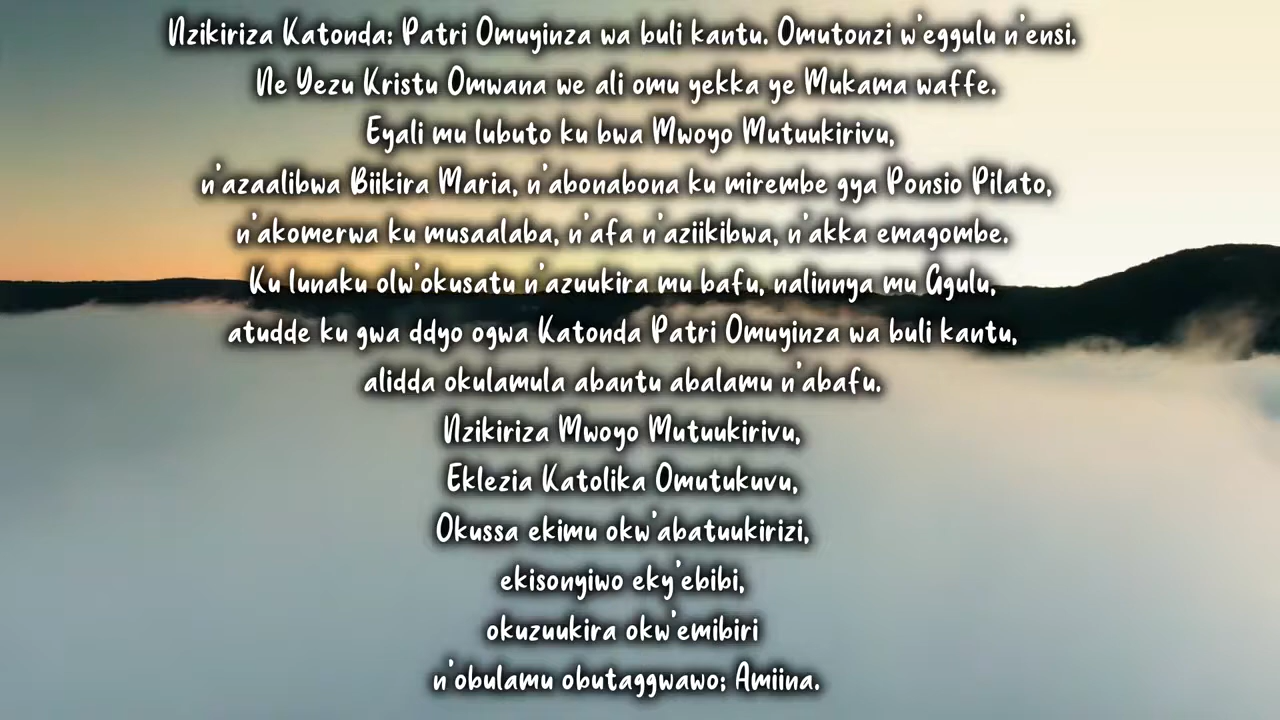 Nzikiriza Katonda: Patri Omuyinza wa buli kantu. Omutonzi w'eggulu n'ensi.
Ne Yezu Kristu Omwana we ali omu yekka ye Mukama waffe.
Eyali mu lubuto ku bwa Mwoyo Mutuukirivu,
n'azaalibwa Biikira Maria, n'abonabona ku mirembe gya Ponsio Pilato,
n'akomerwa ku musaalaba, n'afa n'aziikibwa, n'akka emagombe.
Ku lunaku olw'okusatu n'azuukira mu bafu, nalinnya mu Ggulu,
atudde ku gwa ddyo ogwa Katonda Patri Omuyinza wa buli kantu,
alidda okulamula abantu abalamu n'abafu.
Nzikiriza Mwoyo Mutuukirivu,
Eklezia Katolika Omutukuvu,
Okussa ekimu okw'abatuukirizi,
ekisonyiwo eky'ebibi,
okuzuukira okw'emibiri
n'obulamu obutaggwawo; Amiina.